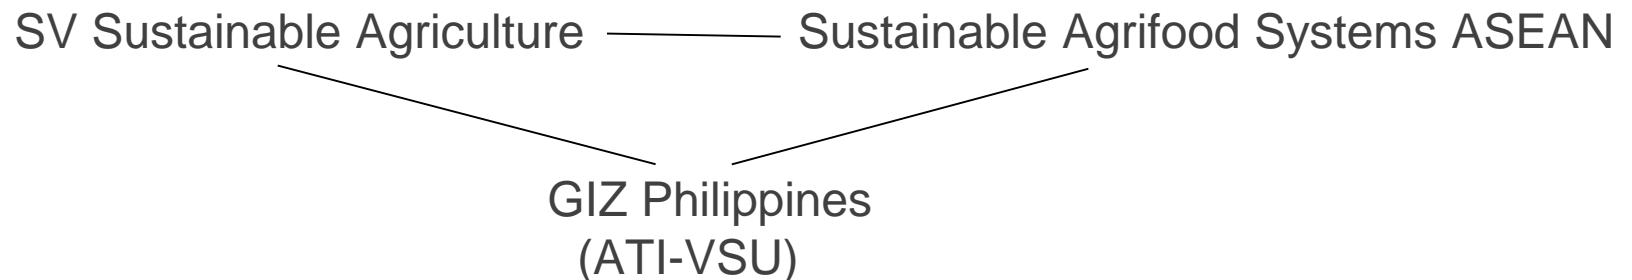 SV Sustainable Agriculture
Sustainable Agrifood Systems ASEAN
GIZ Philippines
(ATI-VSU)